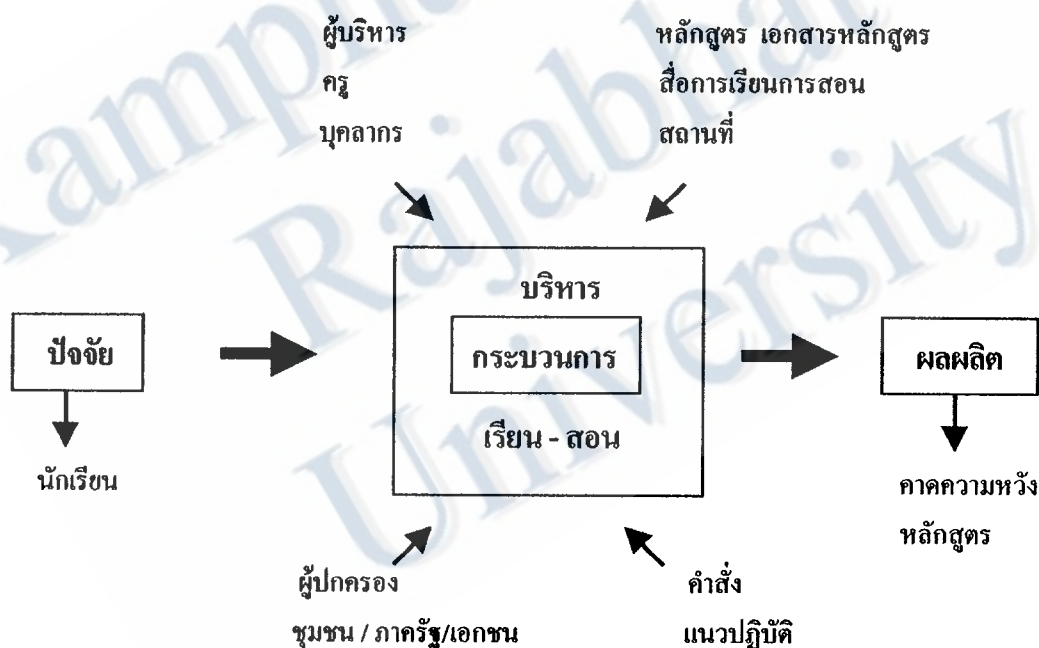 ผู้บริหาร
ครู
บุคลากร
หลักสูตร เอกสารหลักสูตร
สื่อการเรียนการสอน
สถานที่
ปัจจัย
นักเรียน
บริหาร
กระบวนการ
เรียน - สอน
ผลผลิต
คาดความหวัง
หลักสูตร
ผู้ปกครอง
ชุมชน / ภาครัฐ/เอกชน
คำสั่ง
แนวปฏิบัติ
Rajabhat
University